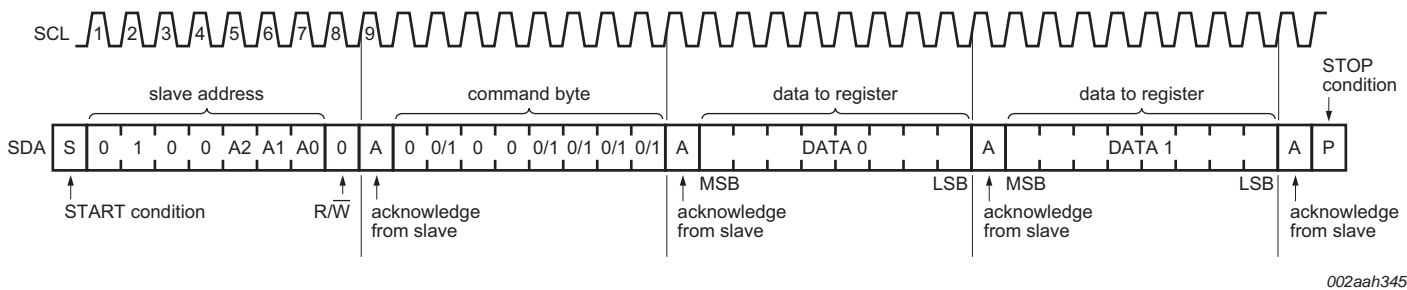 SCL 1 2 3 4 5 6 7 8 9
STOP
condition
slave address command byte data to register data to register
SDA S 0 1 0 0 A2 A1 A0 0 A 0 0/1 0 0 0/1 0/1 0/1 0/1 A DATA 0 A DATA 1 A P
MSB LSB MSB LSB
START condition R/W̅ acknowledge from slave acknowledge from slave acknowledge from slave acknowledge from slave
002aah345